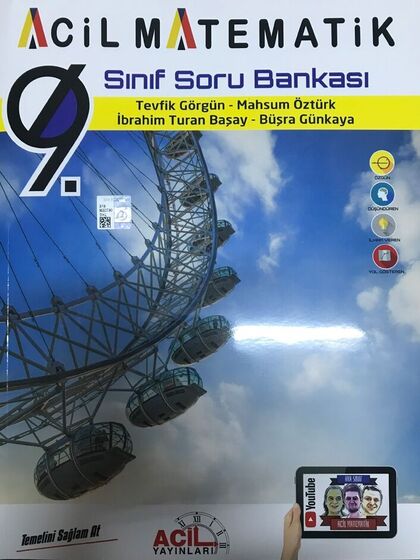 ACİL MATEMATİK
9.
Sınıf Soru Bankası
Tevfik Görgün - Mahsum Öztürk
İbrahim Turan Başay - Büşra Günkaya
ÖZGÜN
DÜŞÜNDÜREN
İLHAM VEREN
YOL GÖSTEREN
YouTube
ACİL MATEMATİK
Temelini Sağlam At
ACİL
YAYINLARI